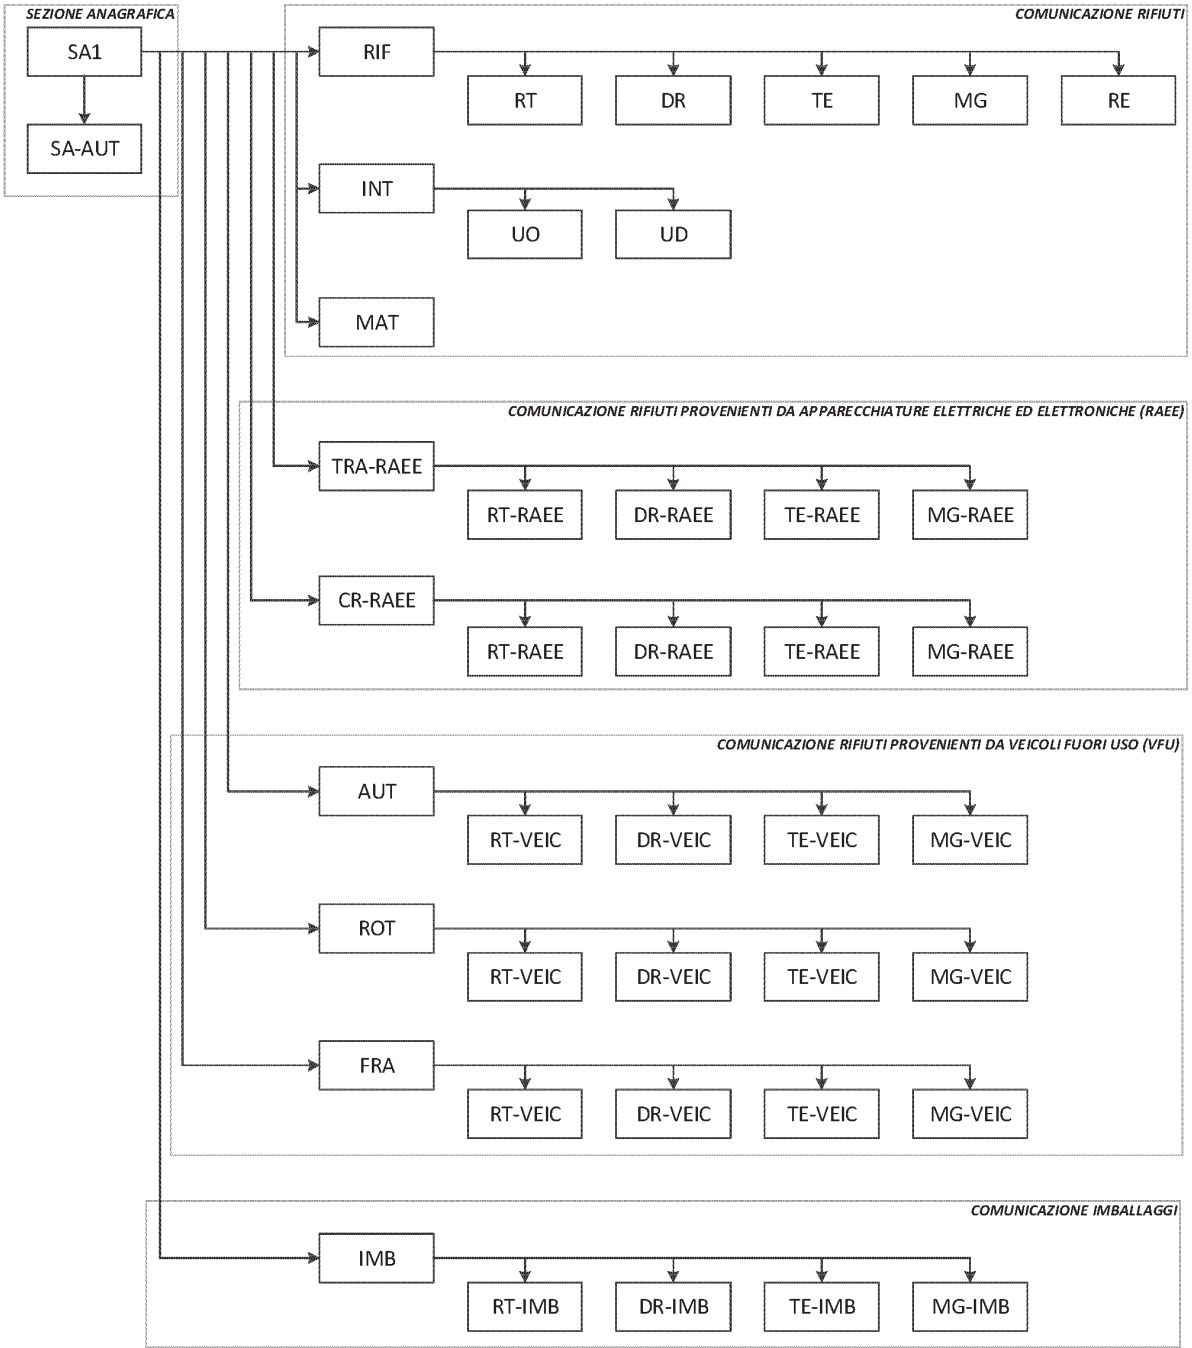 SEZIONE ANAGRAFICA
SA1
SA-AUT
COMUNICAZIONE RIFIUTI
RIF
RT DR TE MG RE
INT
UO UD
MAT
COMUNICAZIONE RIFIUTI PROVENIENTI DA APPARECCHIATURE ELETTRICHE ED ELETTRONICHE (RAEE)
TRA-RAEE
RT-RAEE DR-RAEE TE-RAEE MG-RAEE
CR-RAEE
RT-RAEE DR-RAEE TE-RAEE MG-RAEE
COMUNICAZIONE RIFIUTI PROVENIENTI DA VEICOLI FUORI USO (VFU)
AUT
RT-VEIC DR-VEIC TE-VEIC MG-VEIC
ROT
RT-VEIC DR-VEIC TE-VEIC MG-VEIC
FRA
RT-VEIC DR-VEIC TE-VEIC MG-VEIC
COMUNICAZIONE IMBALLAGGI
IMB
RT-IMB DR-IMB TE-IMB MG-IMB